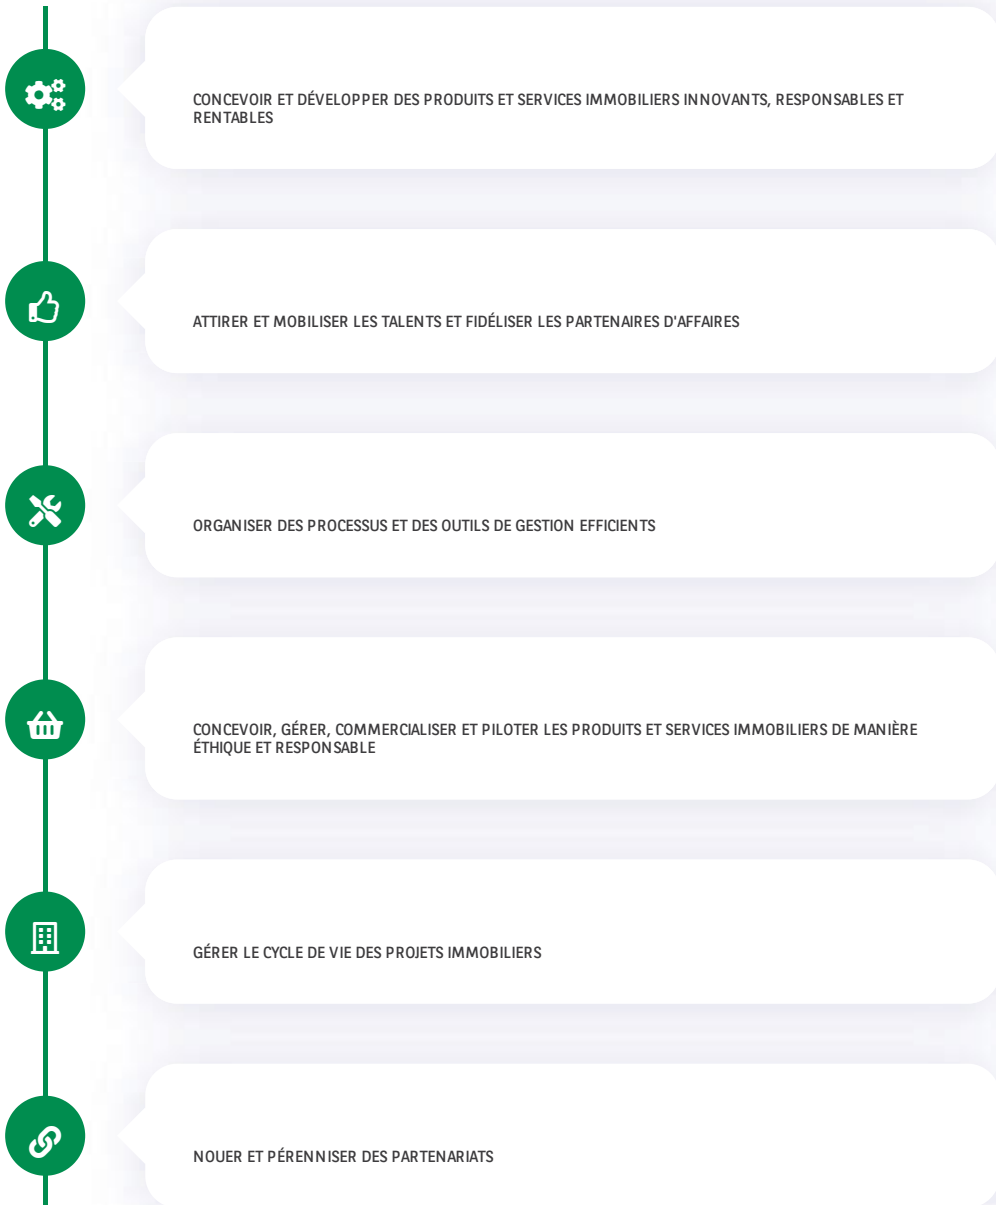 CONCEVOIR ET DÉVELOPPER DES PRODUITS ET SERVICES IMMOBILIERS INNOVANTS, RESPONSABLES ET
RENTABLES
ATTIRER ET MOBILISER LES TALENTS ET FIDÉLISER LES PARTENAIRES D'AFFAIRES
ORGANISER DES PROCESSUS ET DES OUTILS DE GESTION EFFICIENTS
CONCEVOIR, GÉRER, COMMERCIALISER ET PILOTER LES PRODUITS ET SERVICES IMMOBILIERS DE MANIÈRE
ÉTHIQUE ET RESPONSABLE
GÉRER LE CYCLE DE VIE DES PROJETS IMMOBILIERS
NOUER ET PÉRENNISER DES PARTENARIATS